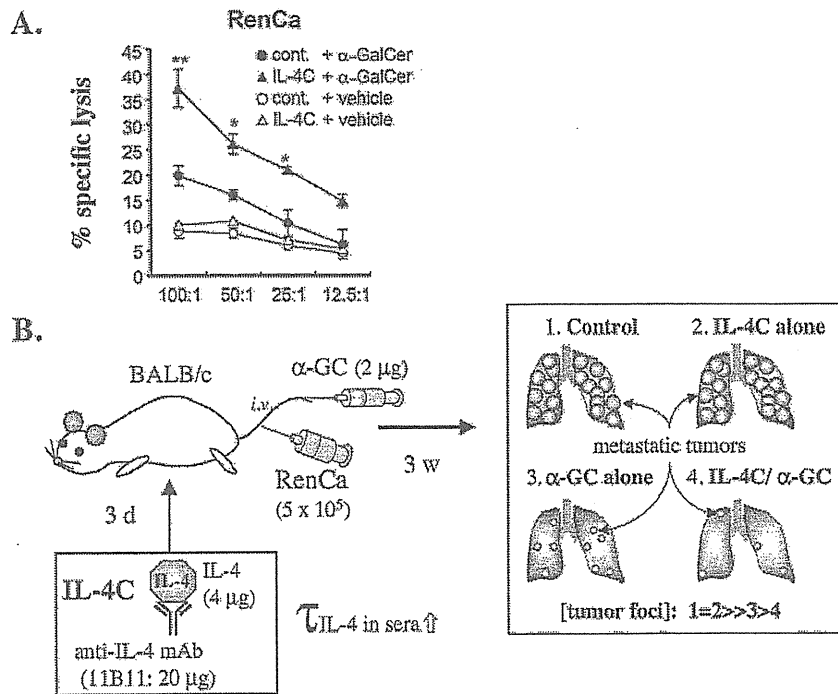 A.
RenCa
cont. + α-GalCer
IL-4C + α-GalCer
cont. + vehicle
IL-4C + vehicle
% specific lysis
45
40
35
30
25
20
15
10
5
0
**
*
*
100:1 50:1 25:1 12.5:1
B.
BALB/c
α-GC (2 μg)
i.v.
RenCa
(5 x 10⁵)
3 w
3 d
IL-4C
IL-4
IL-4
(4 μg)
anti-IL-4 mAb
(11B11: 20 μg)
τ IL-4 in sera⇧
1. Control 2. IL-4C alone
metastatic tumors
3. α-GC alone 4. IL-4C/ α-GC
[tumor foci]: 1=2>>3>4